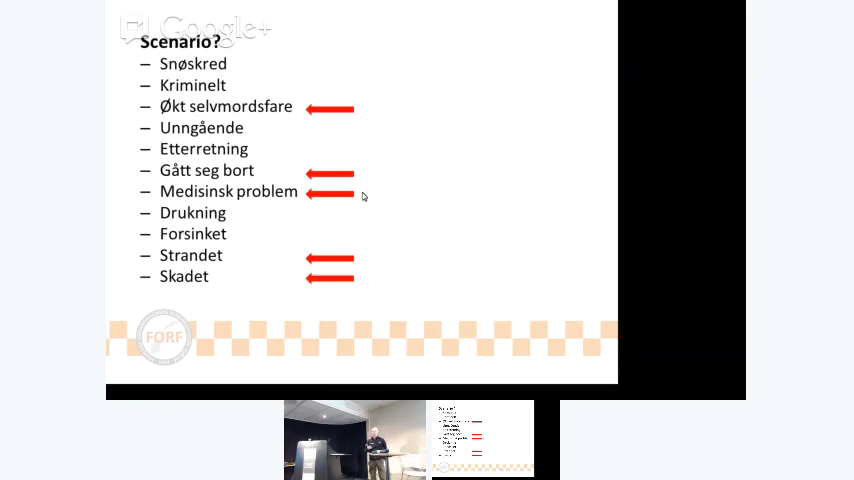 Google+
Scenario?
– Snøskred
– Kriminelt
– Økt selvmordsfare
– Unngående
– Etterretning
– Gått seg bort
– Medisinsk problem
– Drukning
– Forsinket
– Strandet
– Skadet
FORF